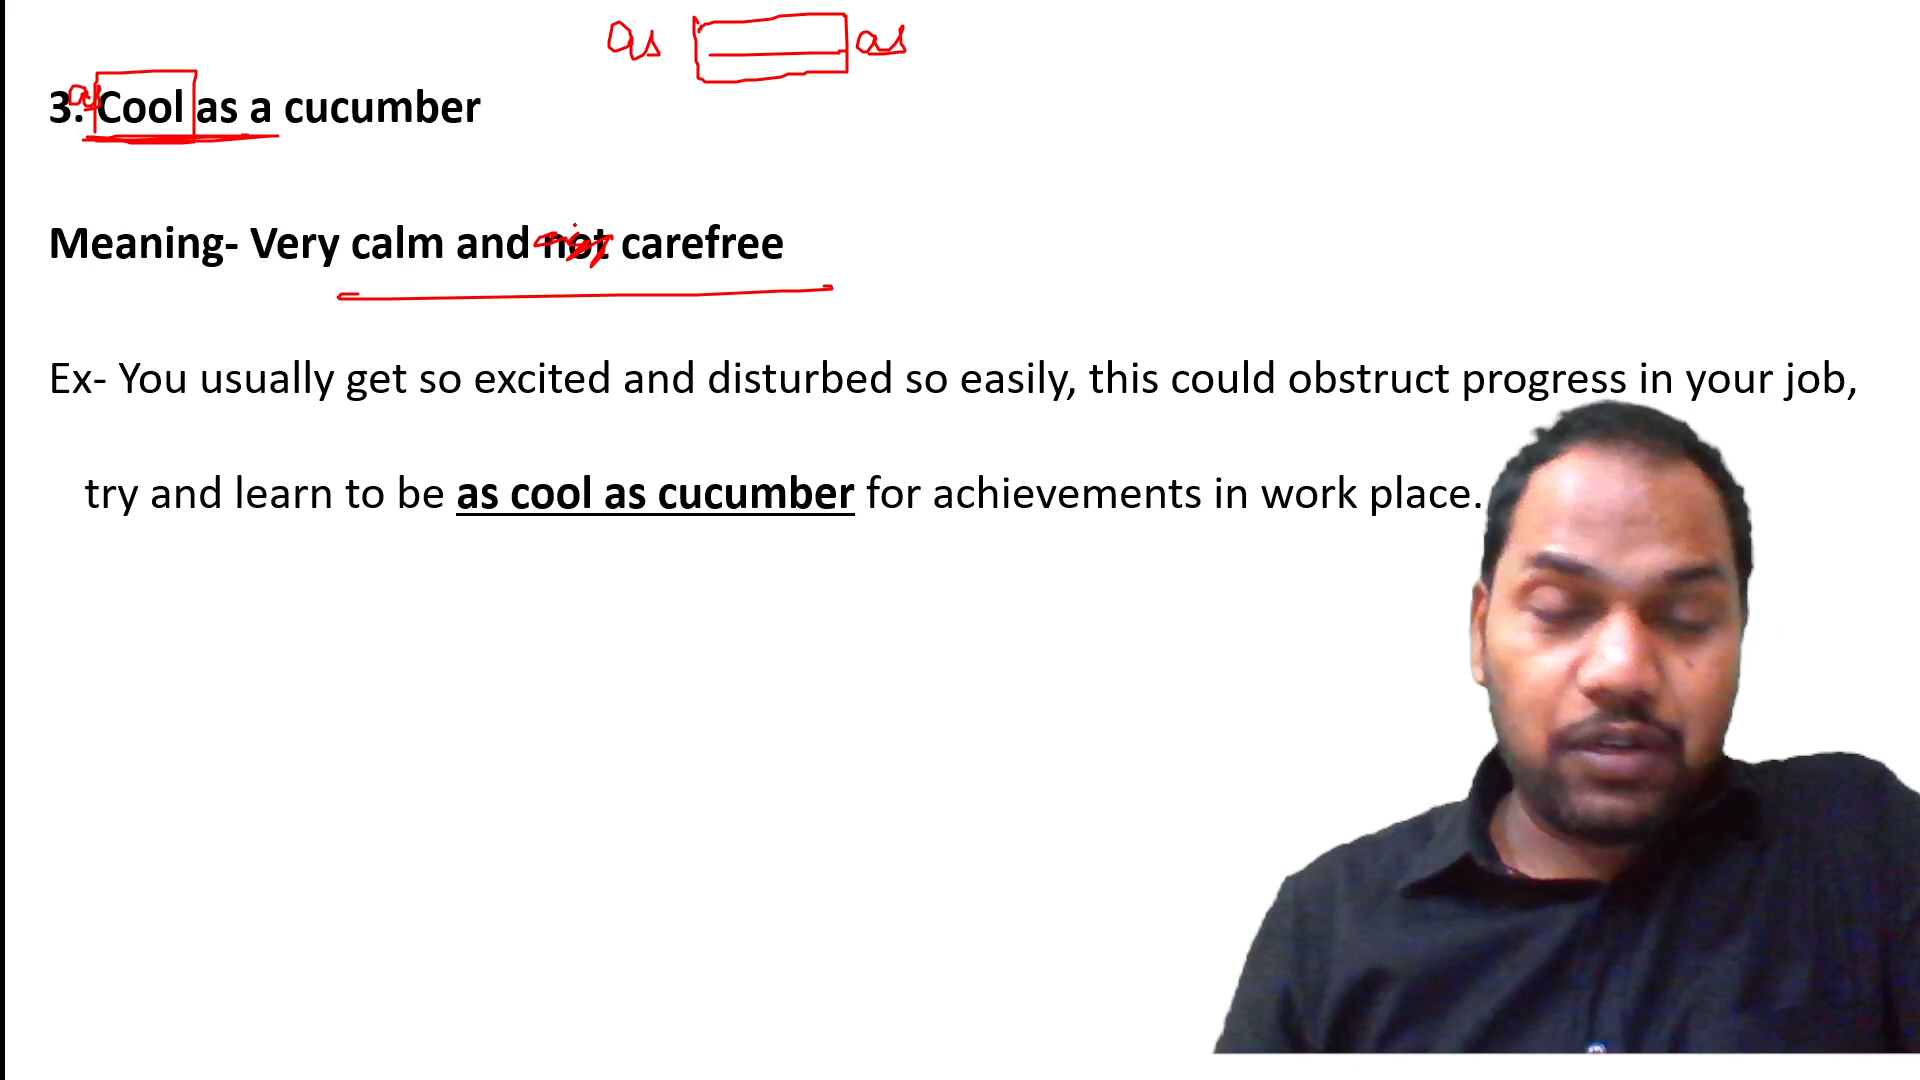 as as
as
3. Cool as a cucumber
Meaning- Very calm and not carefree
Ex- You usually get so excited and disturbed so easily, this could obstruct progress in your job,
try and learn to be as cool as cucumber for achievements in work place.